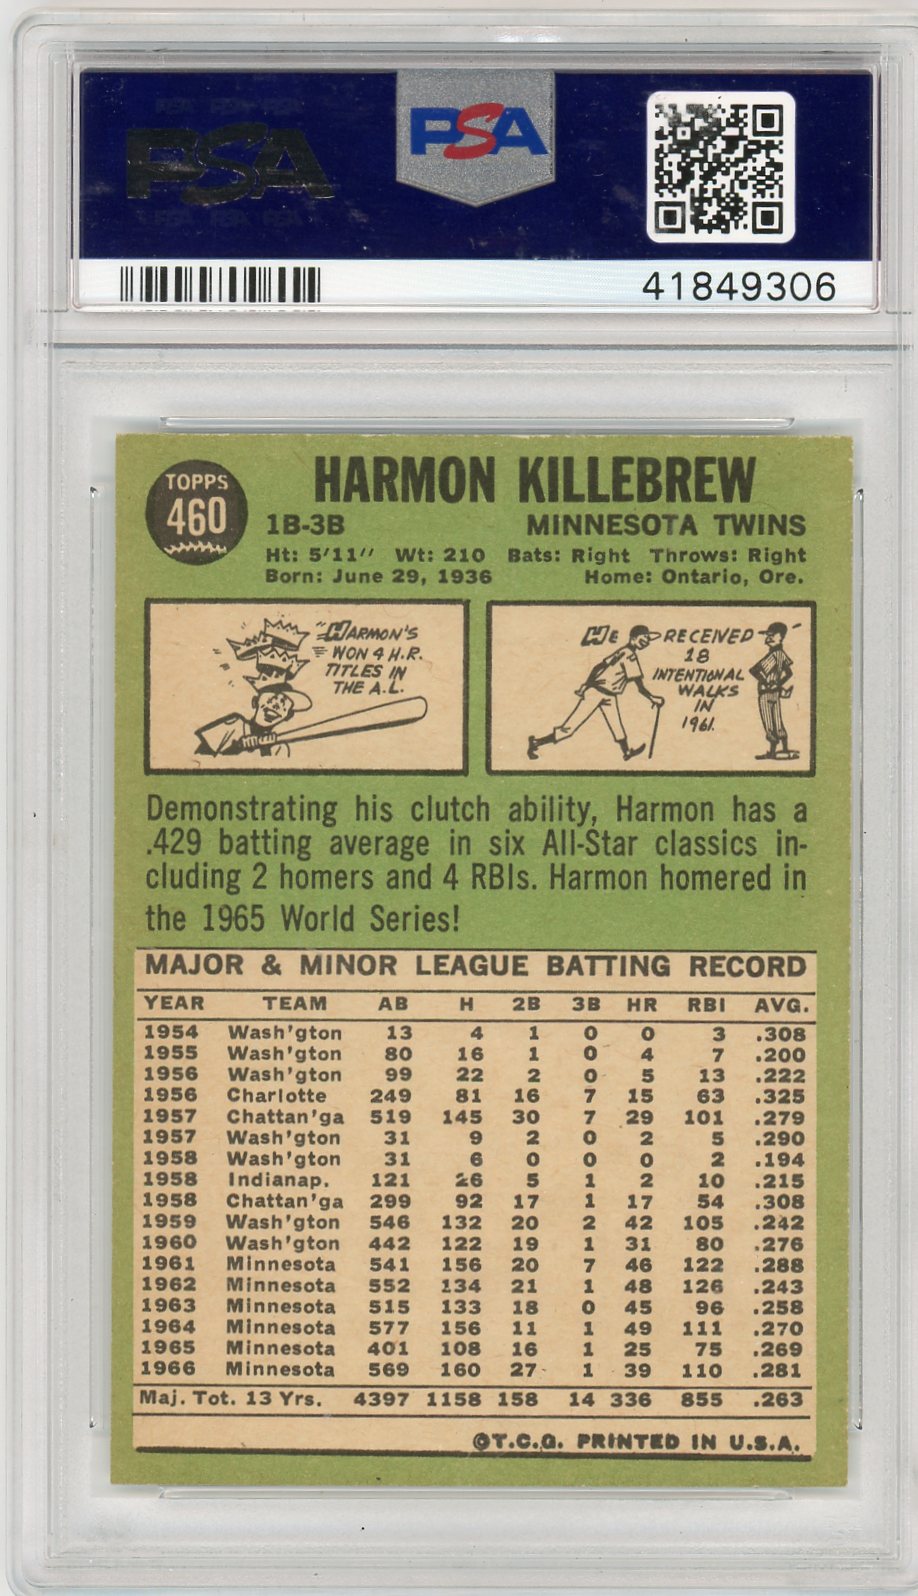 PSA
PSA
41849306
TOPPS
460
HARMON KILLEBREW
1B-3B MINNESOTA TWINS
Ht: 5'11" Wt: 210 Bats: Right Throws: Right
Born: June 29, 1936 Home: Ontario, Ore.
HARMON'S
WON 4 H.R.
TITLES IN
THE A.L.
HE RECEIVED
18
INTENTIONAL
WALKS
IN
1961.
Demonstrating his clutch ability, Harmon has a
.429 batting average in six All-Star classics in-
cluding 2 homers and 4 RBIs. Harmon homered in
the 1965 World Series!
MAJOR & MINOR LEAGUE BATTING RECORD
YEAR TEAM AB H 2B 3B HR RBI AVG.
1954 Wash'gton 13 4 1 0 0 3 .308
1955 Wash'gton 80 16 1 0 4 7 .200
1956 Wash'gton 99 22 2 0 5 13 .222
1956 Charlotte 249 81 16 7 15 63 .325
1957 Chattan'ga 519 145 30 7 29 101 .279
1957 Wash'gton 31 9 2 0 2 5 .290
1958 Wash'gton 31 6 0 0 0 2 .194
1958 Indianap. 121 26 5 1 2 10 .215
1958 Chattan'ga 299 92 17 1 17 54 .308
1959 Wash'gton 546 132 20 2 42 105 .242
1960 Wash'gton 442 122 19 1 31 80 .276
1961 Minnesota 541 156 20 7 46 122 .288
1962 Minnesota 552 134 21 1 48 126 .243
1963 Minnesota 515 133 18 0 45 96 .258
1964 Minnesota 577 156 11 1 49 111 .270
1965 Minnesota 401 108 16 1 25 75 .269
1966 Minnesota 569 160 27 1 39 110 .281
Maj. Tot. 13 Yrs. 4397 1158 158 14 336 855 .263
©T.C.G. PRINTED IN U.S.A.